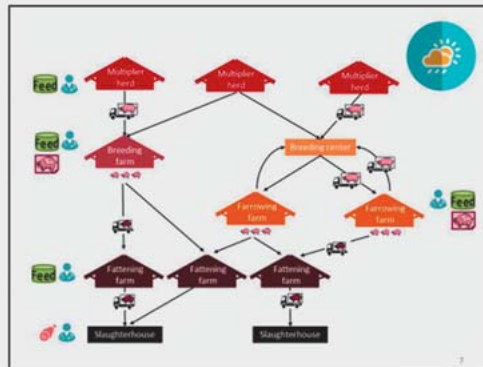 Multiplier
herd
Multiplier
herd
Multiplier
herd
Feed
Feed
Breeding
farm
Breeding center
Farrowing
farm
Farrowing
farm
Feed
Feed
Fattening
farm
Fattening
farm
Fattening
farm
Slaughterhouse
Slaughterhouse
7